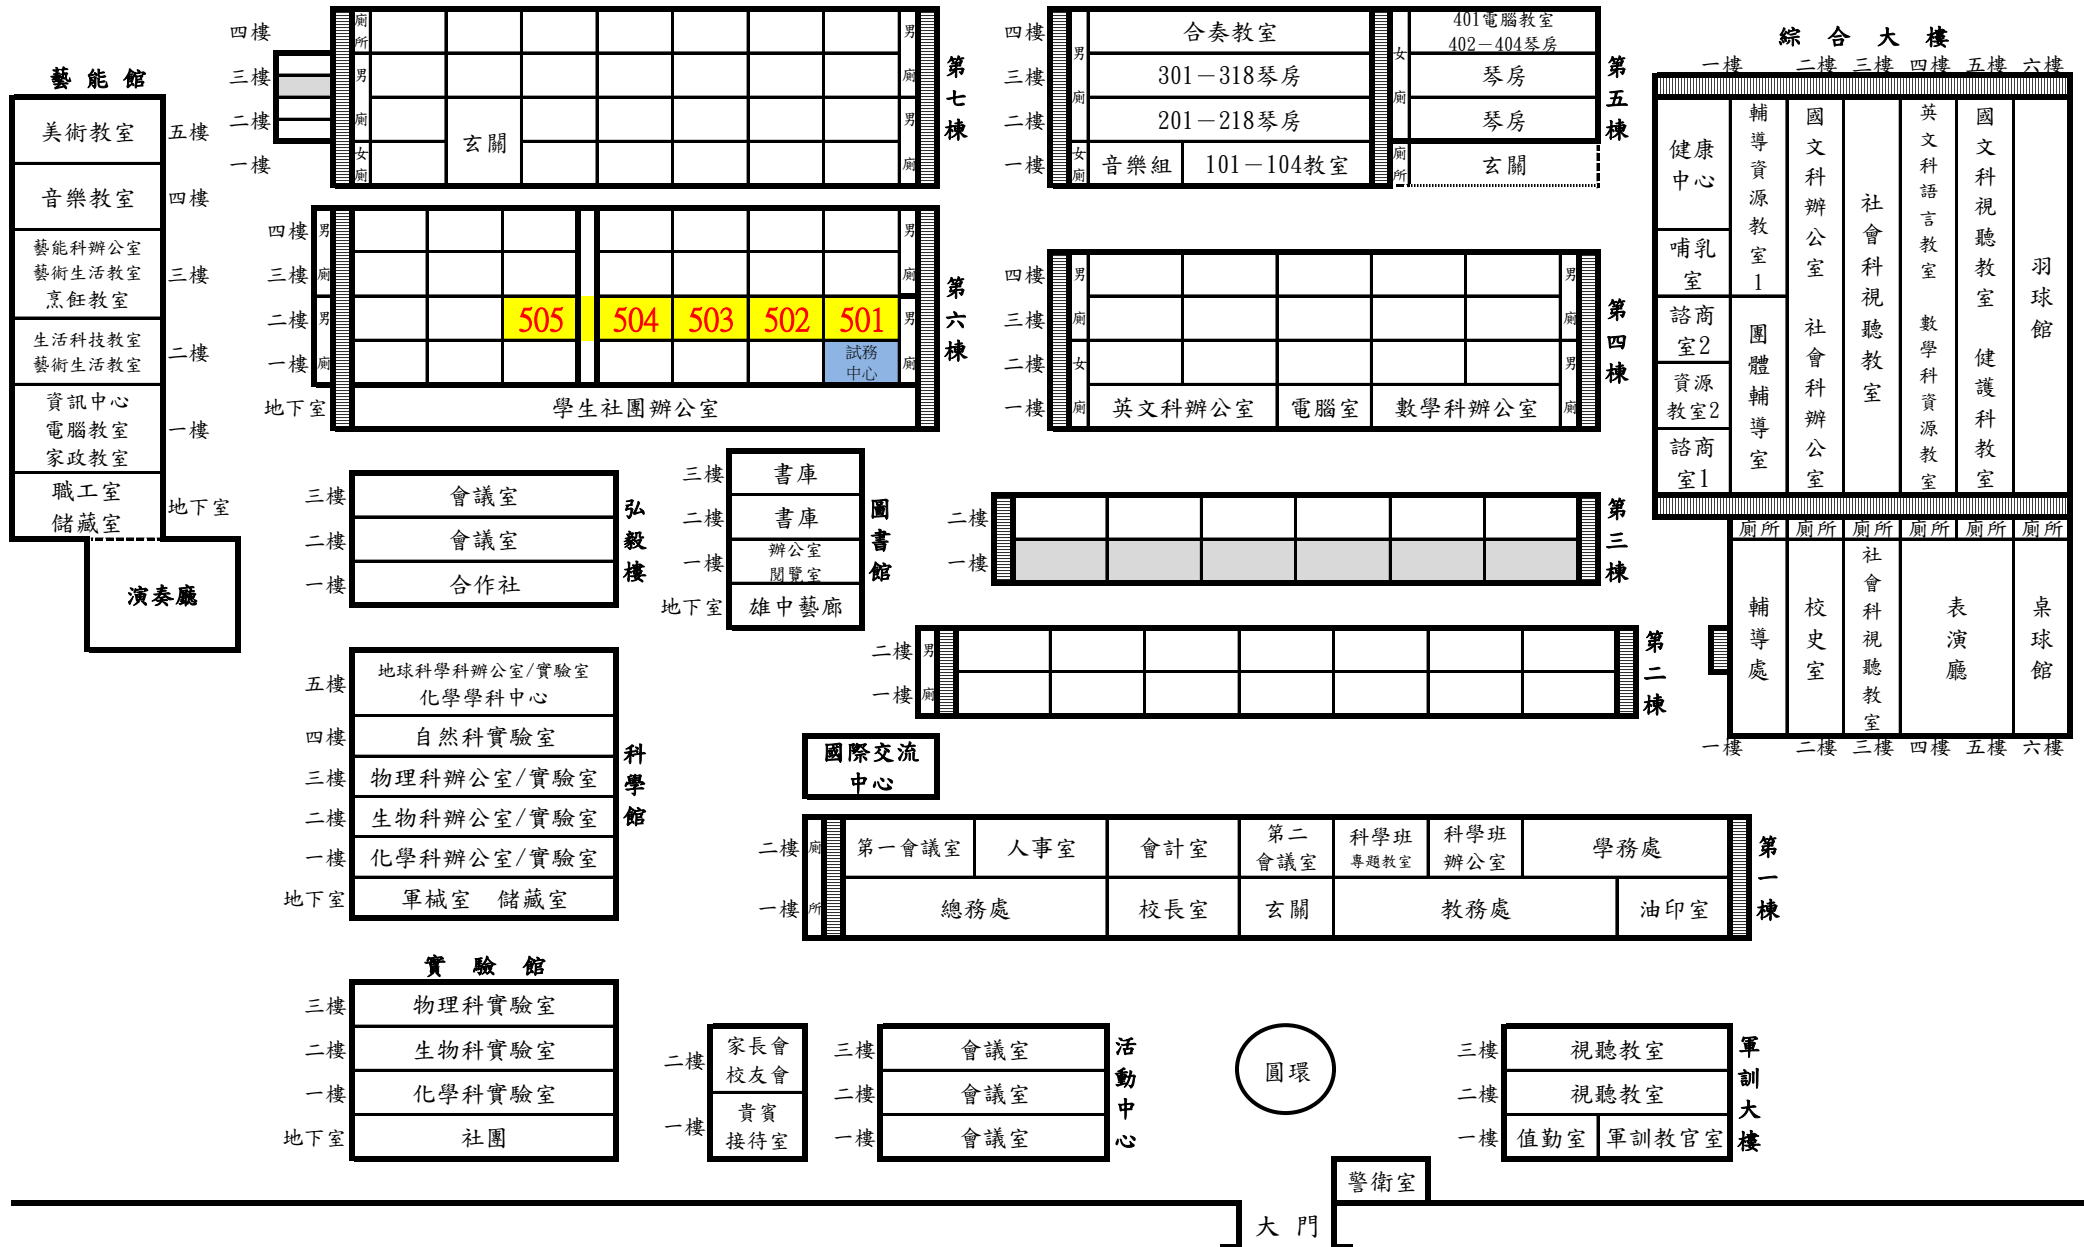 藝能館
美術教室 五樓
音樂教室 四樓
藝能科辦公室
藝術生活教室 三樓
烹飪教室
生活科技教室
藝術生活教室 二樓
資訊中心
電腦教室 一樓
家政教室
職工室
儲藏室 地下室
演奏廳
第七棟
四樓 廁所 男
三樓 男 廁
二樓 廁 玄關 男
一樓 女廁 廁
第六棟
四樓 男 男
三樓 廁 廁
二樓 男 505 504 503 502 501 男
一樓 廁 試務中心 廁
地下室 學生社團辦公室
第五棟
四樓 男 合奏教室 女 401電腦教室
402－404琴房
三樓 301－318琴房 琴房
二樓 廁 201－218琴房 廁 琴房
一樓 女廁 音樂組 101－104教室 廁所 玄關
第四棟
四樓 男 男
三樓 廁 廁
二樓 女 男
一樓 廁 英文科辦公室 電腦室 數學科辦公室 廁
綜合大樓
一樓 二樓 三樓 四樓 五樓 六樓
健康中心
哺乳室
諮商室2
資源教室2
諮商室1
輔導資源教室1
團體輔導室
國文科辦公室 社會科辦公室
社會科視聽教室
英文科語言教室 數學科資源教室
國文科視聽教室 健護科教室
羽球館
廁所 廁所 廁所 廁所 廁所 廁所
輔導處
校史室
社會科視聽教室
表演廳
桌球館
一樓 二樓 三樓 四樓 五樓 六樓
弘毅樓
三樓 會議室
二樓 會議室
一樓 合作社
圖書館
三樓 書庫
二樓 書庫
一樓 辦公室
閱覽室
地下室 雄中藝廊
第三棟
二樓
一樓
第二棟
二樓 男
一樓 廁
國際交流
中心
科學館
五樓 地球科學科辦公室/實驗室
化學學科中心
四樓 自然科實驗室
三樓 物理科辦公室/實驗室
二樓 生物科辦公室/實驗室
一樓 化學科辦公室/實驗室
地下室 軍械室 儲藏室
第一棟
二樓 廁 第一會議室 人事室 會計室 第二會議室 科學班專題教室 科學班辦公室 學務處
一樓 所 總務處 校長室 玄關 教務處 油印室
實驗館
三樓 物理科實驗室
二樓 生物科實驗室
一樓 化學科實驗室
地下室 社團
二樓 家長會
校友會
一樓 貴賓
接待室
活動中心
三樓 會議室
二樓 會議室
一樓 會議室
圓環
軍訓大樓
三樓 視聽教室
二樓 視聽教室
一樓 值勤室 軍訓教官室
警衛室
大門